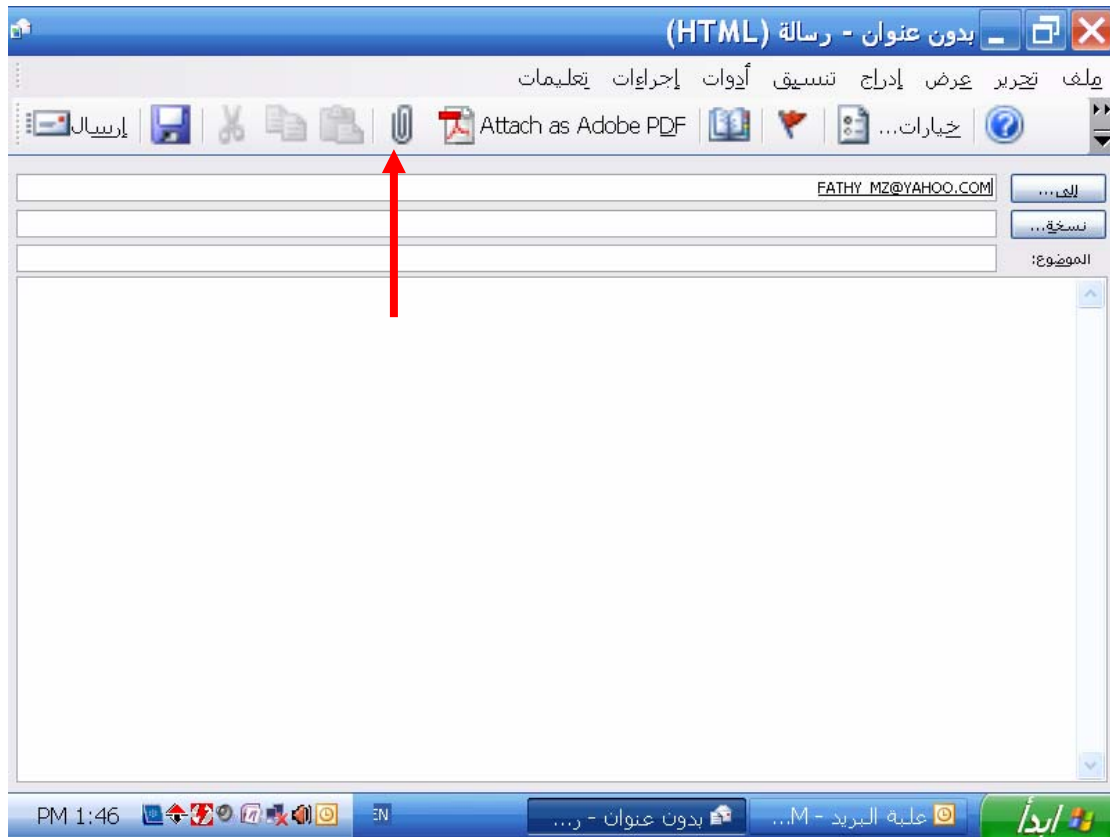 بدون عنوان - رسالة (HTML)
ملف تحرير عرض إدراج تنسيق أدوات إجراءات تعليمات
إرسال Attach as Adobe PDF خيارات...
إلى... FATHY_MZ@YAHOO.COM
نسخة...
الموضوع:
ابدأ علبة البريد - M... بدون عنوان - ر... EN PM 1:46